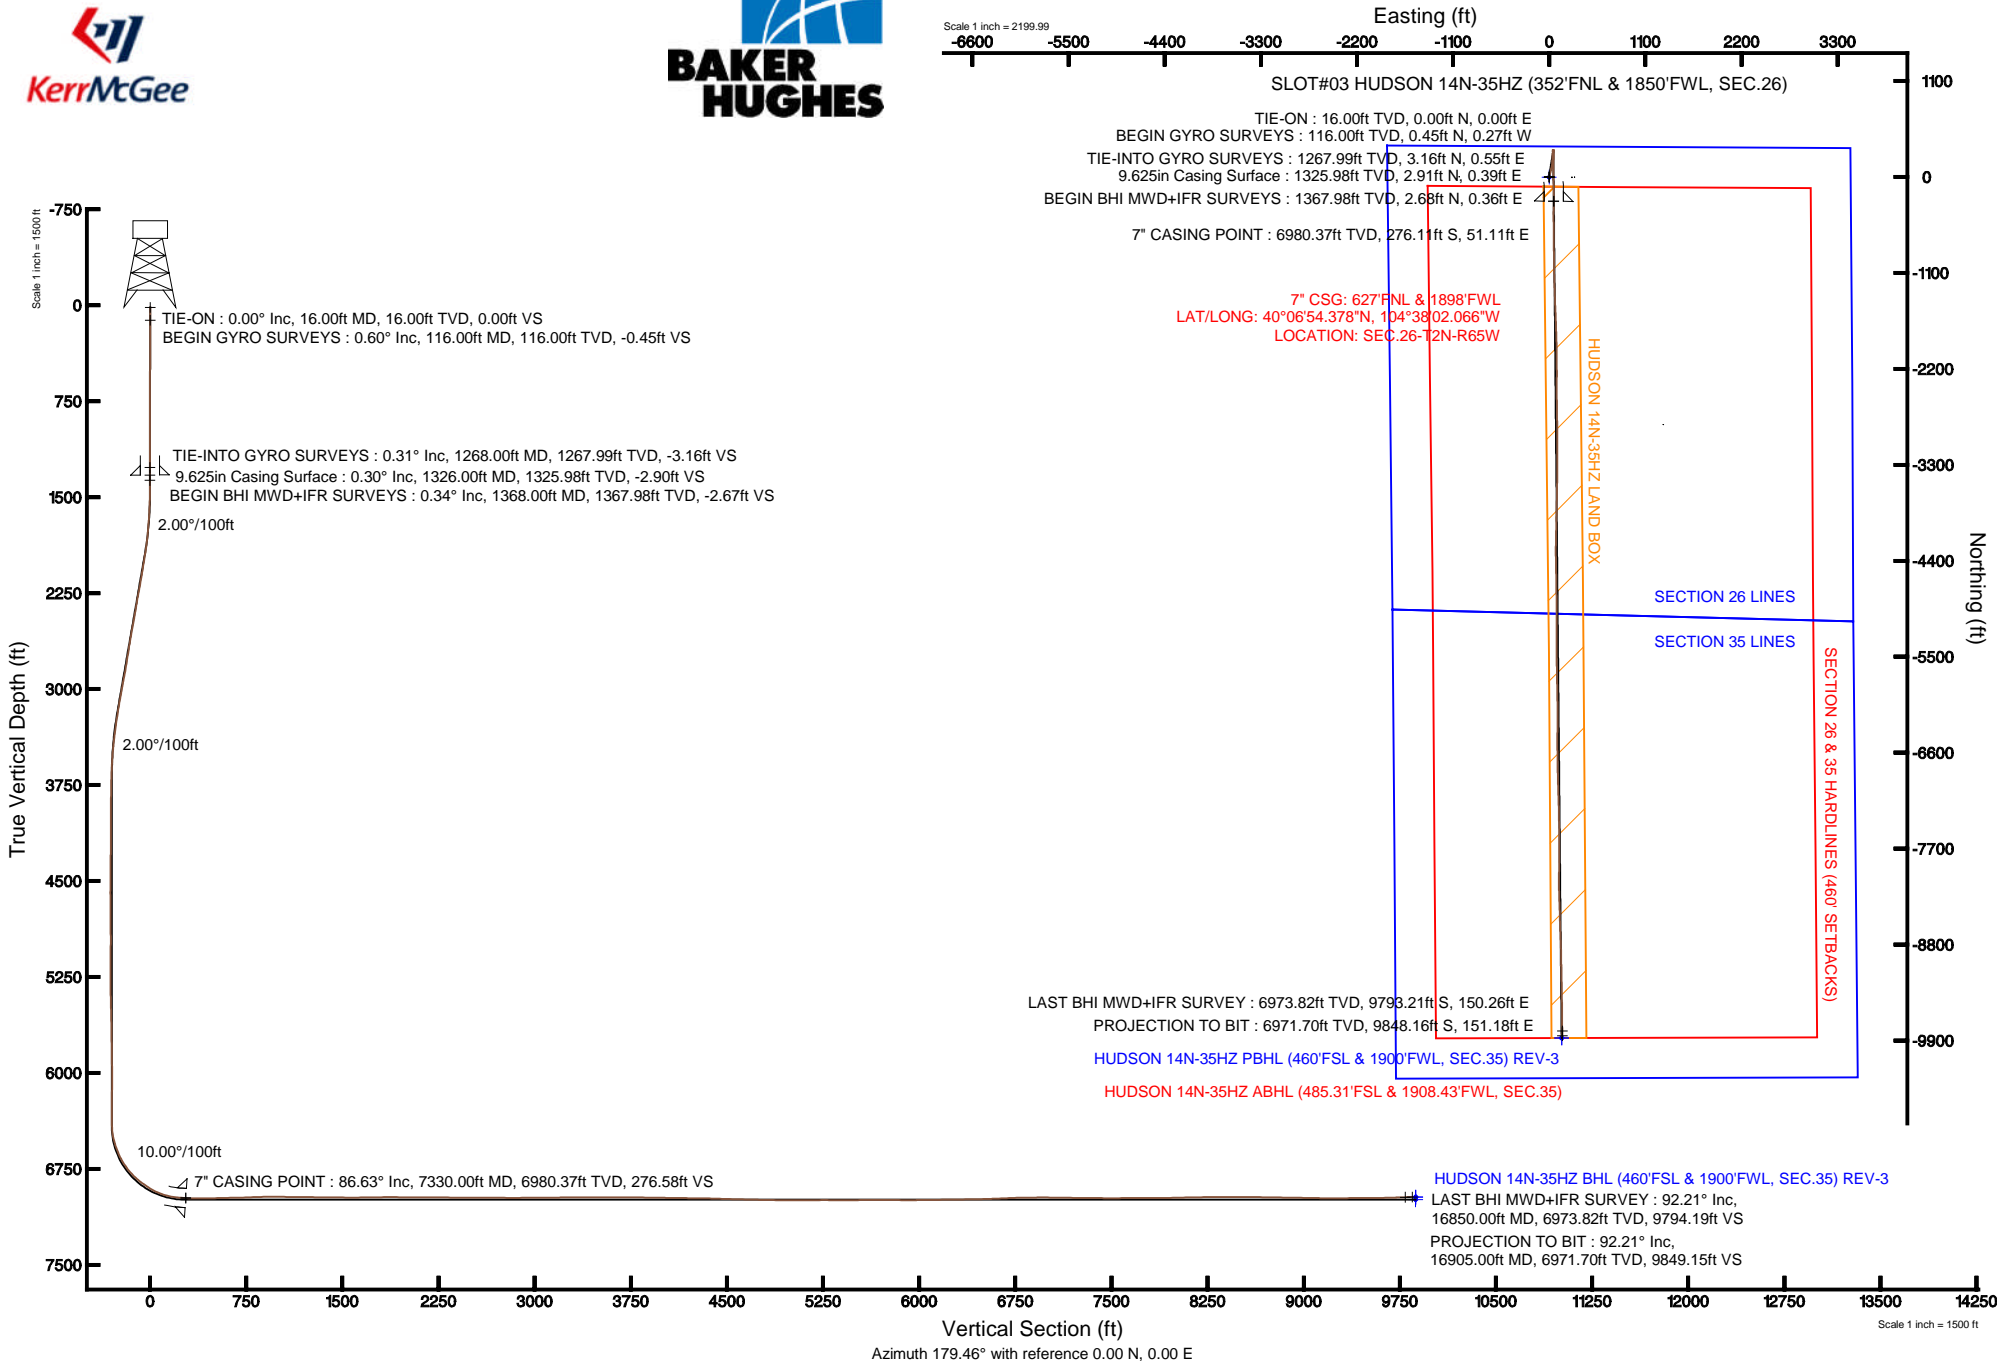 KerrMcGee
BAKER
HUGHES
Scale 1 inch = 2199.99
Easting (ft)
-6600 -5500 -4400 -3300 -2200 -1100 0 1100 2200 3300
SLOT#03 HUDSON 14N-35HZ (352'FNL & 1850'FWL, SEC.26)
TIE-ON : 16.00ft TVD, 0.00ft N, 0.00ft E
BEGIN GYRO SURVEYS : 116.00ft TVD, 0.45ft N, 0.27ft W
TIE-INTO GYRO SURVEYS : 1267.99ft TVD, 3.16ft N, 0.55ft E
9.625in Casing Surface : 1325.98ft TVD, 2.91ft N, 0.39ft E
BEGIN BHI MWD+IFR SURVEYS : 1367.98ft TVD, 2.68ft N, 0.36ft E
7" CASING POINT : 6980.37ft TVD, 276.11ft S, 51.11ft E
7" CSG: 627'FNL & 1898'FWL
LAT/LONG: 40°06'54.378"N, 104°38'02.066"W
LOCATION: SEC.26-T2N-R65W
HUDSON 14N-35HZ LAND BOX
SECTION 26 LINES
SECTION 35 LINES
SECTION 26 & 35 HARDLINES (460' SETBACKS)
LAST BHI MWD+IFR SURVEY : 6973.82ft TVD, 9793.21ft S, 150.26ft E
PROJECTION TO BIT : 6971.70ft TVD, 9848.16ft S, 151.18ft E
HUDSON 14N-35HZ PBHL (460'FSL & 1900'FWL, SEC.35) REV-3
HUDSON 14N-35HZ ABHL (485.31'FSL & 1908.43'FWL, SEC.35)
1100
0
-1100
-2200
-3300
-4400
-5500
-6600
-7700
-8800
-9900
Northing (ft)
Scale 1 inch = 1500 ft
True Vertical Depth (ft)
-750
0
750
1500
2250
3000
3750
4500
5250
6000
6750
7500
TIE-ON : 0.00° Inc, 16.00ft MD, 16.00ft TVD, 0.00ft VS
BEGIN GYRO SURVEYS : 0.60° Inc, 116.00ft MD, 116.00ft TVD, -0.45ft VS
TIE-INTO GYRO SURVEYS : 0.31° Inc, 1268.00ft MD, 1267.99ft TVD, -3.16ft VS
9.625in Casing Surface : 0.30° Inc, 1326.00ft MD, 1325.98ft TVD, -2.90ft VS
BEGIN BHI MWD+IFR SURVEYS : 0.34° Inc, 1368.00ft MD, 1367.98ft TVD, -2.67ft VS
2.00°/100ft
2.00°/100ft
10.00°/100ft
7" CASING POINT : 86.63° Inc, 7330.00ft MD, 6980.37ft TVD, 276.58ft VS
HUDSON 14N-35HZ BHL (460'FSL & 1900'FWL, SEC.35) REV-3
LAST BHI MWD+IFR SURVEY : 92.21° Inc,
16850.00ft MD, 6973.82ft TVD, 9794.19ft VS
PROJECTION TO BIT : 92.21° Inc,
16905.00ft MD, 6971.70ft TVD, 9849.15ft VS
0 750 1500 2250 3000 3750 4500 5250 6000 6750 7500 8250 9000 9750 10500 11250 12000 12750 13500 14250
Vertical Section (ft)
Scale 1 inch = 1500 ft
Azimuth 179.46° with reference 0.00 N, 0.00 E